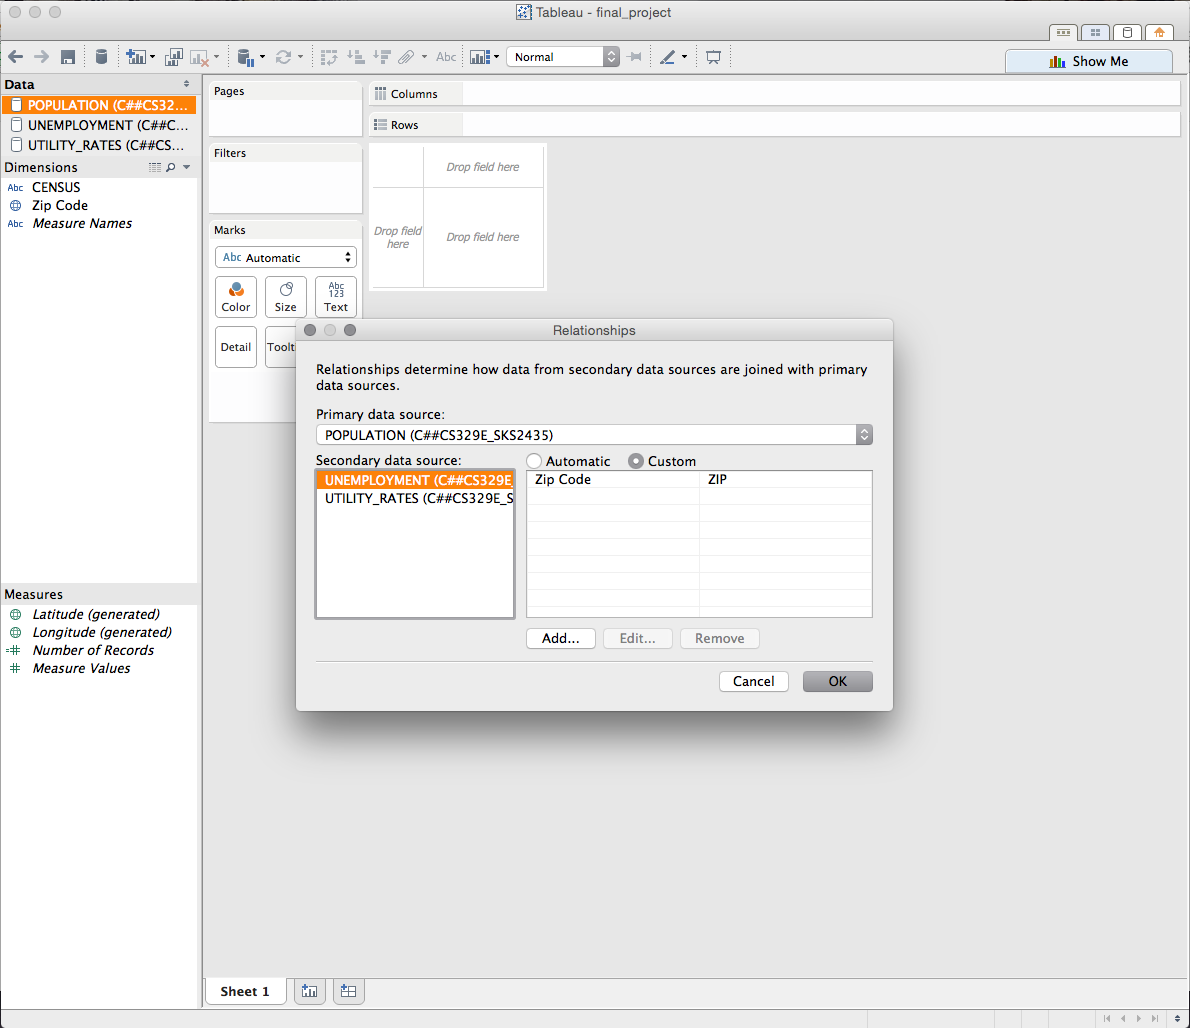 Tableau - final_project
Abc
Normal
Show Me
Data
POPULATION (C##CS32...
UNEMPLOYMENT (C##C...
UTILITY_RATES (C##CS...
Dimensions
Abc CENSUS
Zip Code
Abc Measure Names
Measures
Latitude (generated)
Longitude (generated)
Number of Records
Measure Values
Pages
Filters
Marks
Abc Automatic
Color
Size
Abc
123
Text
Detail
Toolt
Columns
Rows
Drop field here
Drop field
here
Drop field here
Relationships
Relationships determine how data from secondary data sources are joined with primary
data sources.
Primary data source:
POPULATION (C##CS329E_SKS2435)
Secondary data source:
Automatic
Custom
UNEMPLOYMENT (C##CS329E
UTILITY_RATES (C##CS329E_S
Zip Code ZIP
Add... Edit... Remove
Cancel OK
Sheet 1